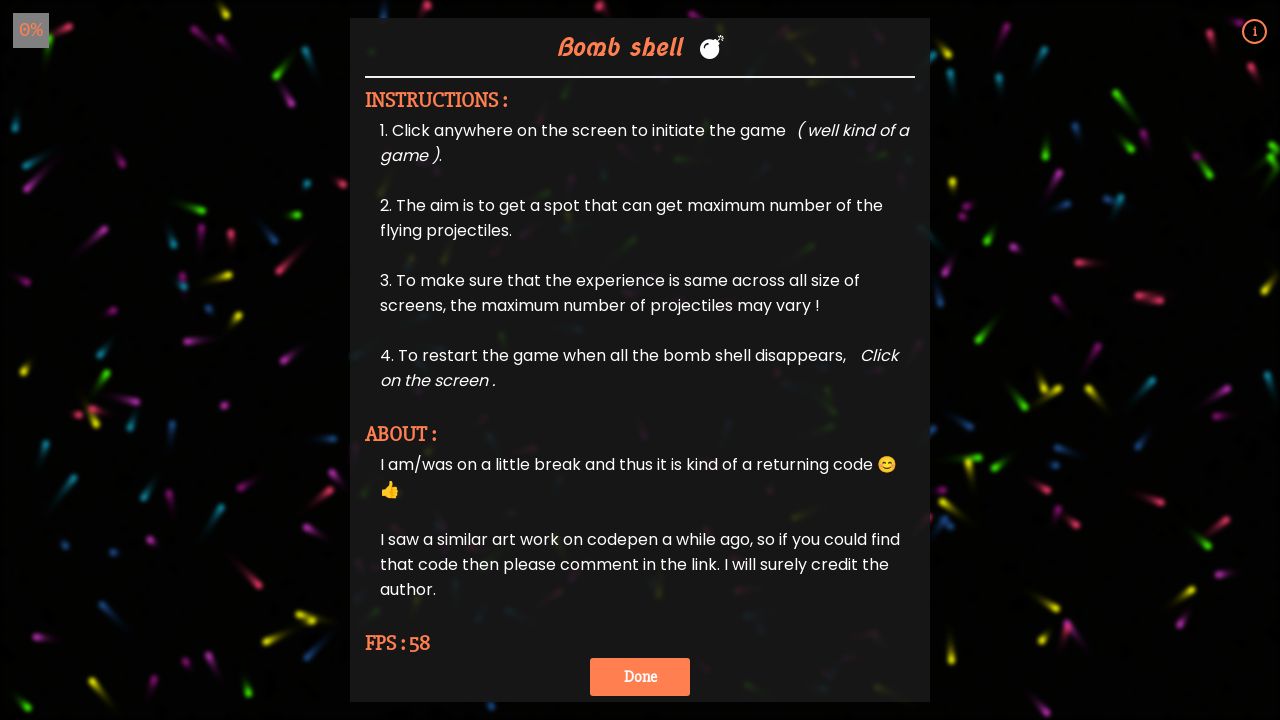 0%
i
Bomb shell 💣
INSTRUCTIONS :
1. Click anywhere on the screen to initiate the game ( well kind of a
game ).
2. The aim is to get a spot that can get maximum number of the
flying projectiles.
3. To make sure that the experience is same across all size of
screens, the maximum number of projectiles may vary !
4. To restart the game when all the bomb shell disappears, Click
on the screen .
ABOUT :
I am/was on a little break and thus it is kind of a returning code 😊
👍
I saw a similar art work on codepen a while ago, so if you could find
that code then please comment in the link. I will surely credit the
author.
FPS : 58
Done